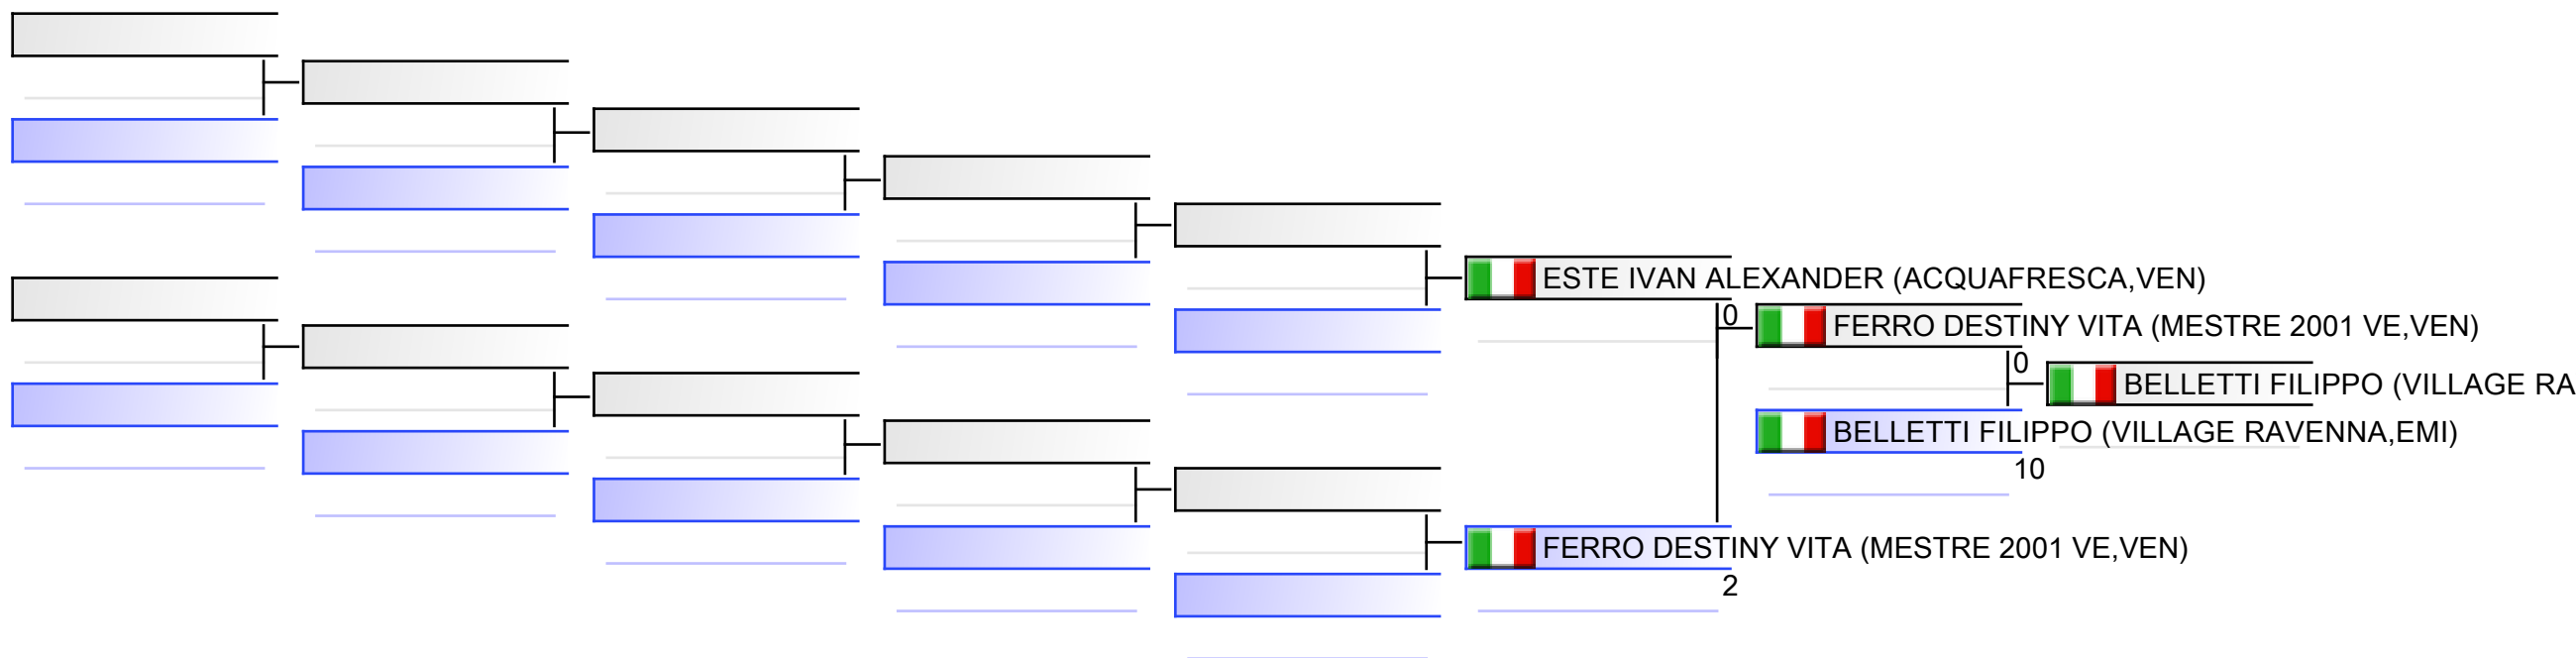 ESTE IVAN ALEXANDER (ACQUAFRESCA,VEN)
0
FERRO DESTINY VITA (MESTRE 2001 VE,VEN)
0
BELLETTI FILIPPO (VILLAGE RA
BELLETTI FILIPPO (VILLAGE RAVENNA,EMI)
10
FERRO DESTINY VITA (MESTRE 2001 VE,VEN)
2